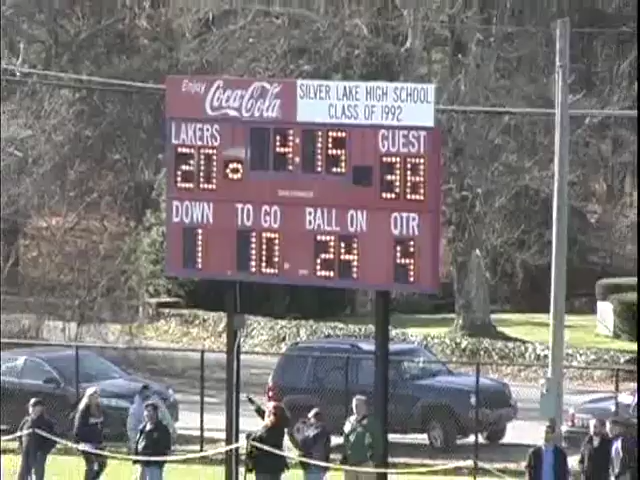 Enjoy
Coca-Cola
SILVER LAKE HIGH SCHOOL
CLASS OF 1992
LAKERS 4:15 GUEST
20 38
DOWN TO GO BALL ON QTR
1 10 24 4